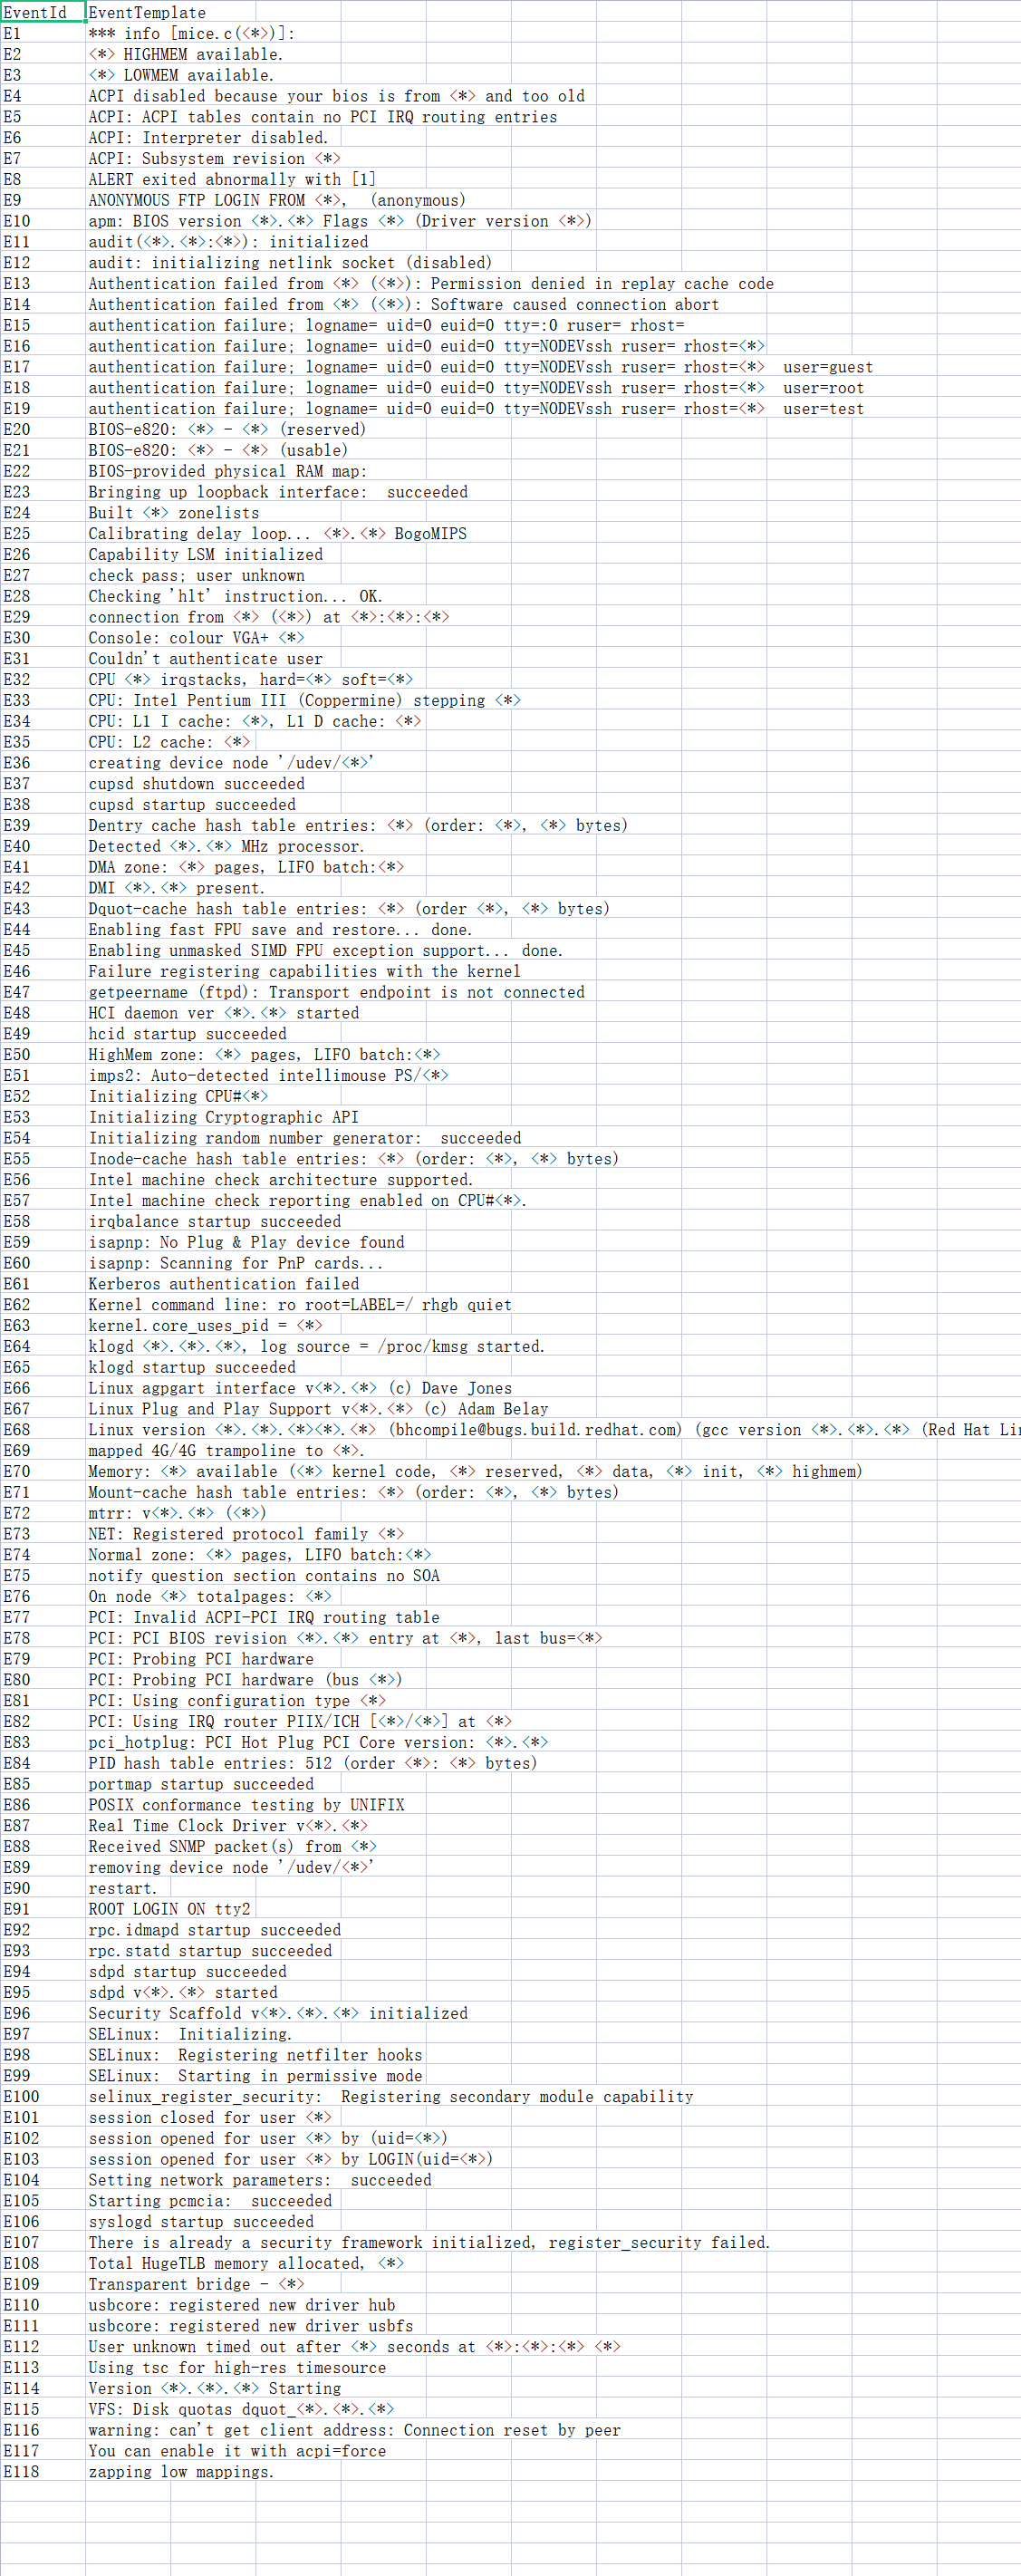 EventId EventTemplate
E1 *** info [mice.c(<*>)]:
E2 <*> HIGHMEM available.
E3 <*> LOWMEM available.
E4 ACPI disabled because your bios is from <*> and too old
E5 ACPI: ACPI tables contain no PCI IRQ routing entries
E6 ACPI: Interpreter disabled.
E7 ACPI: Subsystem revision <*>
E8 ALERT exited abnormally with [1]
E9 ANONYMOUS FTP LOGIN FROM <*>,  (anonymous)
E10 apm: BIOS version <*>.<*> Flags <*> (Driver version <*>)
E11 audit(<*>.<*>:<*>): initialized
E12 audit: initializing netlink socket (disabled)
E13 Authentication failed from <*> (<*>): Permission denied in replay cache code
E14 Authentication failed from <*> (<*>): Software caused connection abort
E15 authentication failure; logname= uid=0 euid=0 tty=:0 ruser= rhost=
E16 authentication failure; logname= uid=0 euid=0 tty=NODEVssh ruser= rhost=<*>
E17 authentication failure; logname= uid=0 euid=0 tty=NODEVssh ruser= rhost=<*>  user=guest
E18 authentication failure; logname= uid=0 euid=0 tty=NODEVssh ruser= rhost=<*>  user=root
E19 authentication failure; logname= uid=0 euid=0 tty=NODEVssh ruser= rhost=<*>  user=test
E20 BIOS-e820: <*> - <*> (reserved)
E21 BIOS-e820: <*> - <*> (usable)
E22 BIOS-provided physical RAM map:
E23 Bringing up loopback interface:  succeeded
E24 Built <*> zonelists
E25 Calibrating delay loop... <*>.<*> BogoMIPS
E26 Capability LSM initialized
E27 check pass; user unknown
E28 Checking 'hlt' instruction... OK.
E29 connection from <*> (<*>) at <*>:<*>:<*>
E30 Console: colour VGA+ <*>
E31 Couldn't authenticate user
E32 CPU <*> irqstacks, hard=<*> soft=<*>
E33 CPU: Intel Pentium III (Coppermine) stepping <*>
E34 CPU: L1 I cache: <*>, L1 D cache: <*>
E35 CPU: L2 cache: <*>
E36 creating device node '/udev/<*>'
E37 cupsd shutdown succeeded
E38 cupsd startup succeeded
E39 Dentry cache hash table entries: <*> (order: <*>, <*> bytes)
E40 Detected <*>.<*> MHz processor.
E41 DMA zone: <*> pages, LIFO batch:<*>
E42 DMI <*>.<*> present.
E43 Dquot-cache hash table entries: <*> (order <*>, <*> bytes)
E44 Enabling fast FPU save and restore... done.
E45 Enabling unmasked SIMD FPU exception support... done.
E46 Failure registering capabilities with the kernel
E47 getpeername (ftpd): Transport endpoint is not connected
E48 HCI daemon ver <*>.<*> started
E49 hcid startup succeeded
E50 HighMem zone: <*> pages, LIFO batch:<*>
E51 imps2: Auto-detected intellimouse PS/<*>
E52 Initializing CPU#<*>
E53 Initializing Cryptographic API
E54 Initializing random number generator:  succeeded
E55 Inode-cache hash table entries: <*> (order: <*>, <*> bytes)
E56 Intel machine check architecture supported.
E57 Intel machine check reporting enabled on CPU#<*>.
E58 irqbalance startup succeeded
E59 isapnp: No Plug & Play device found
E60 isapnp: Scanning for PnP cards...
E61 Kerberos authentication failed
E62 Kernel command line: ro root=LABEL=/ rhgb quiet
E63 kernel.core_uses_pid = <*>
E64 klogd <*>.<*>.<*>, log source = /proc/kmsg started.
E65 klogd startup succeeded
E66 Linux agpgart interface v<*>.<*> (c) Dave Jones
E67 Linux Plug and Play Support v<*>.<*> (c) Adam Belay
E68 Linux version <*>.<*>.<*><*>.<*> (bhcompile@bugs.build.redhat.com) (gcc version <*>.<*>.<*> (Red Hat Li
E69 mapped 4G/4G trampoline to <*>.
E70 Memory: <*> available (<*> kernel code, <*> reserved, <*> data, <*> init, <*> highmem)
E71 Mount-cache hash table entries: <*> (order: <*>, <*> bytes)
E72 mtrr: v<*>.<*> (<*>)
E73 NET: Registered protocol family <*>
E74 Normal zone: <*> pages, LIFO batch:<*>
E75 notify question section contains no SOA
E76 On node <*> totalpages: <*>
E77 PCI: Invalid ACPI-PCI IRQ routing table
E78 PCI: PCI BIOS revision <*>.<*> entry at <*>, last bus=<*>
E79 PCI: Probing PCI hardware
E80 PCI: Probing PCI hardware (bus <*>)
E81 PCI: Using configuration type <*>
E82 PCI: Using IRQ router PIIX/ICH [<*>/<*>] at <*>
E83 pci_hotplug: PCI Hot Plug PCI Core version: <*>.<*>
E84 PID hash table entries: 512 (order <*>: <*> bytes)
E85 portmap startup succeeded
E86 POSIX conformance testing by UNIFIX
E87 Real Time Clock Driver v<*>.<*>
E88 Received SNMP packet(s) from <*>
E89 removing device node '/udev/<*>'
E90 restart.
E91 ROOT LOGIN ON tty2
E92 rpc.idmapd startup succeeded
E93 rpc.statd startup succeeded
E94 sdpd startup succeeded
E95 sdpd v<*>.<*> started
E96 Security Scaffold v<*>.<*>.<*> initialized
E97 SELinux:  Initializing.
E98 SELinux:  Registering netfilter hooks
E99 SELinux:  Starting in permissive mode
E100 selinux_register_security:  Registering secondary module capability
E101 session closed for user <*>
E102 session opened for user <*> by (uid=<*>)
E103 session opened for user <*> by LOGIN(uid=<*>)
E104 Setting network parameters:  succeeded
E105 Starting pcmcia:  succeeded
E106 syslogd startup succeeded
E107 There is already a security framework initialized, register_security failed.
E108 Total HugeTLB memory allocated, <*>
E109 Transparent bridge - <*>
E110 usbcore: registered new driver hub
E111 usbcore: registered new driver usbfs
E112 User unknown timed out after <*> seconds at <*>:<*>:<*> <*>
E113 Using tsc for high-res timesource
E114 Version <*>.<*>.<*> Starting
E115 VFS: Disk quotas dquot_<*>.<*>.<*>
E116 warning: can't get client address: Connection reset by peer
E117 You can enable it with acpi=force
E118 zapping low mappings.